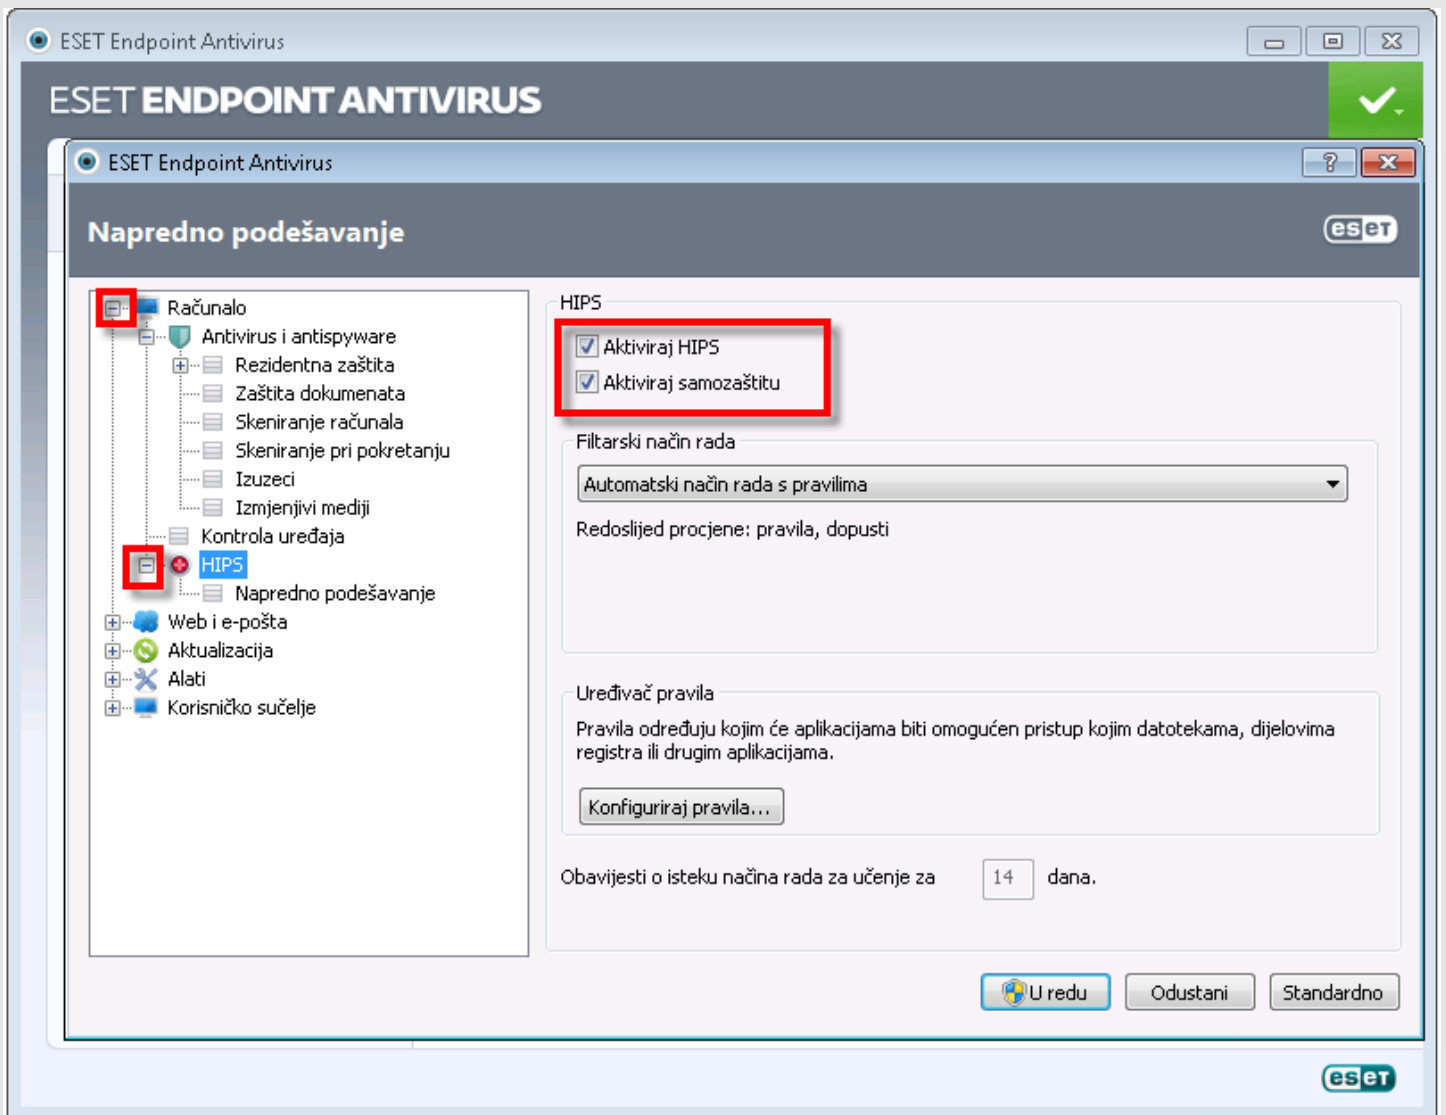 ESET Endpoint Antivirus
ESET ENDPOINT ANTIVIRUS
ESET Endpoint Antivirus
Napredno podešavanje
eset
Računalo
Antivirus i antispyware
Rezidentna zaštita
Zaštita dokumenata
Skeniranje računala
Skeniranje pri pokretanju
Izuzeci
Izmjenjivi mediji
Kontrola uređaja
HIPS
Napredno podešavanje
Web i e-pošta
Aktualizacija
Alati
Korisničko sučelje
HIPS
Aktiviraj HIPS
Aktiviraj samozaštitu
Filtarski način rada
Automatski način rada s pravilima
Redoslijed procjene: pravila, dopusti
Uređivač pravila
Pravila određuju kojim će aplikacijama biti omogućen pristup kojim datotekama, dijelovima
registra ili drugim aplikacijama.
Konfiguriraj pravila...
Obavijesti o isteku načina rada za učenje za 14 dana.
U redu Odustani Standardno
eset